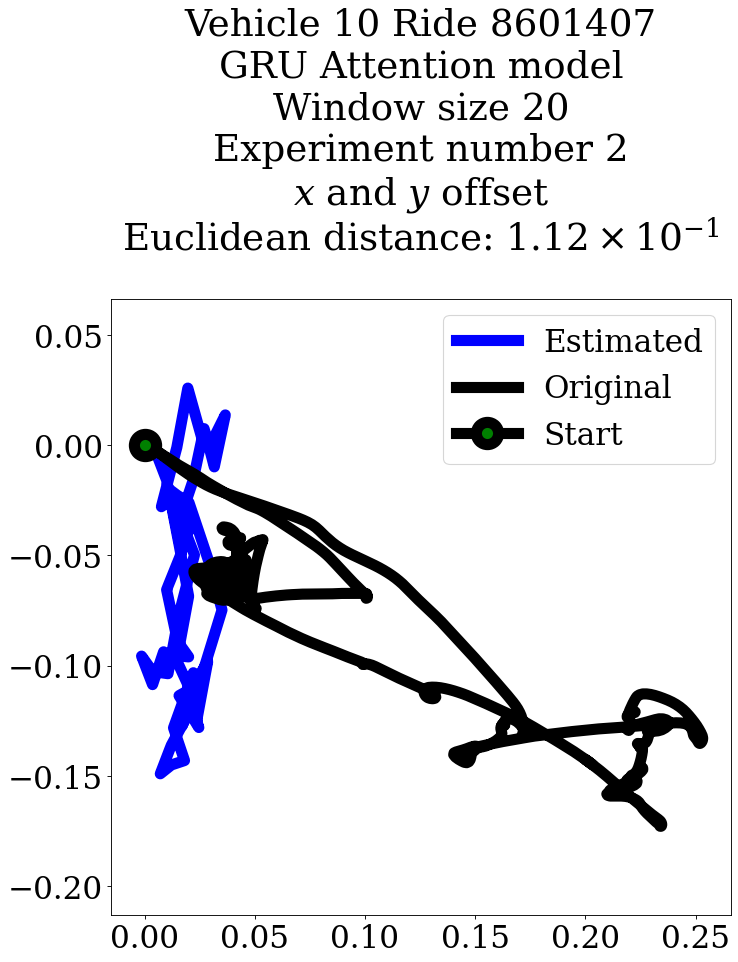 Vehicle 10 Ride 8601407
GRU Attention model
Window size 20
Experiment number 2
x and y offset
Euclidean distance: 1.12 × 10⁻¹
Estimated
Original
Start
0.05
0.00
−0.05
−0.10
−0.15
−0.20
0.00 0.05 0.10 0.15 0.20 0.25